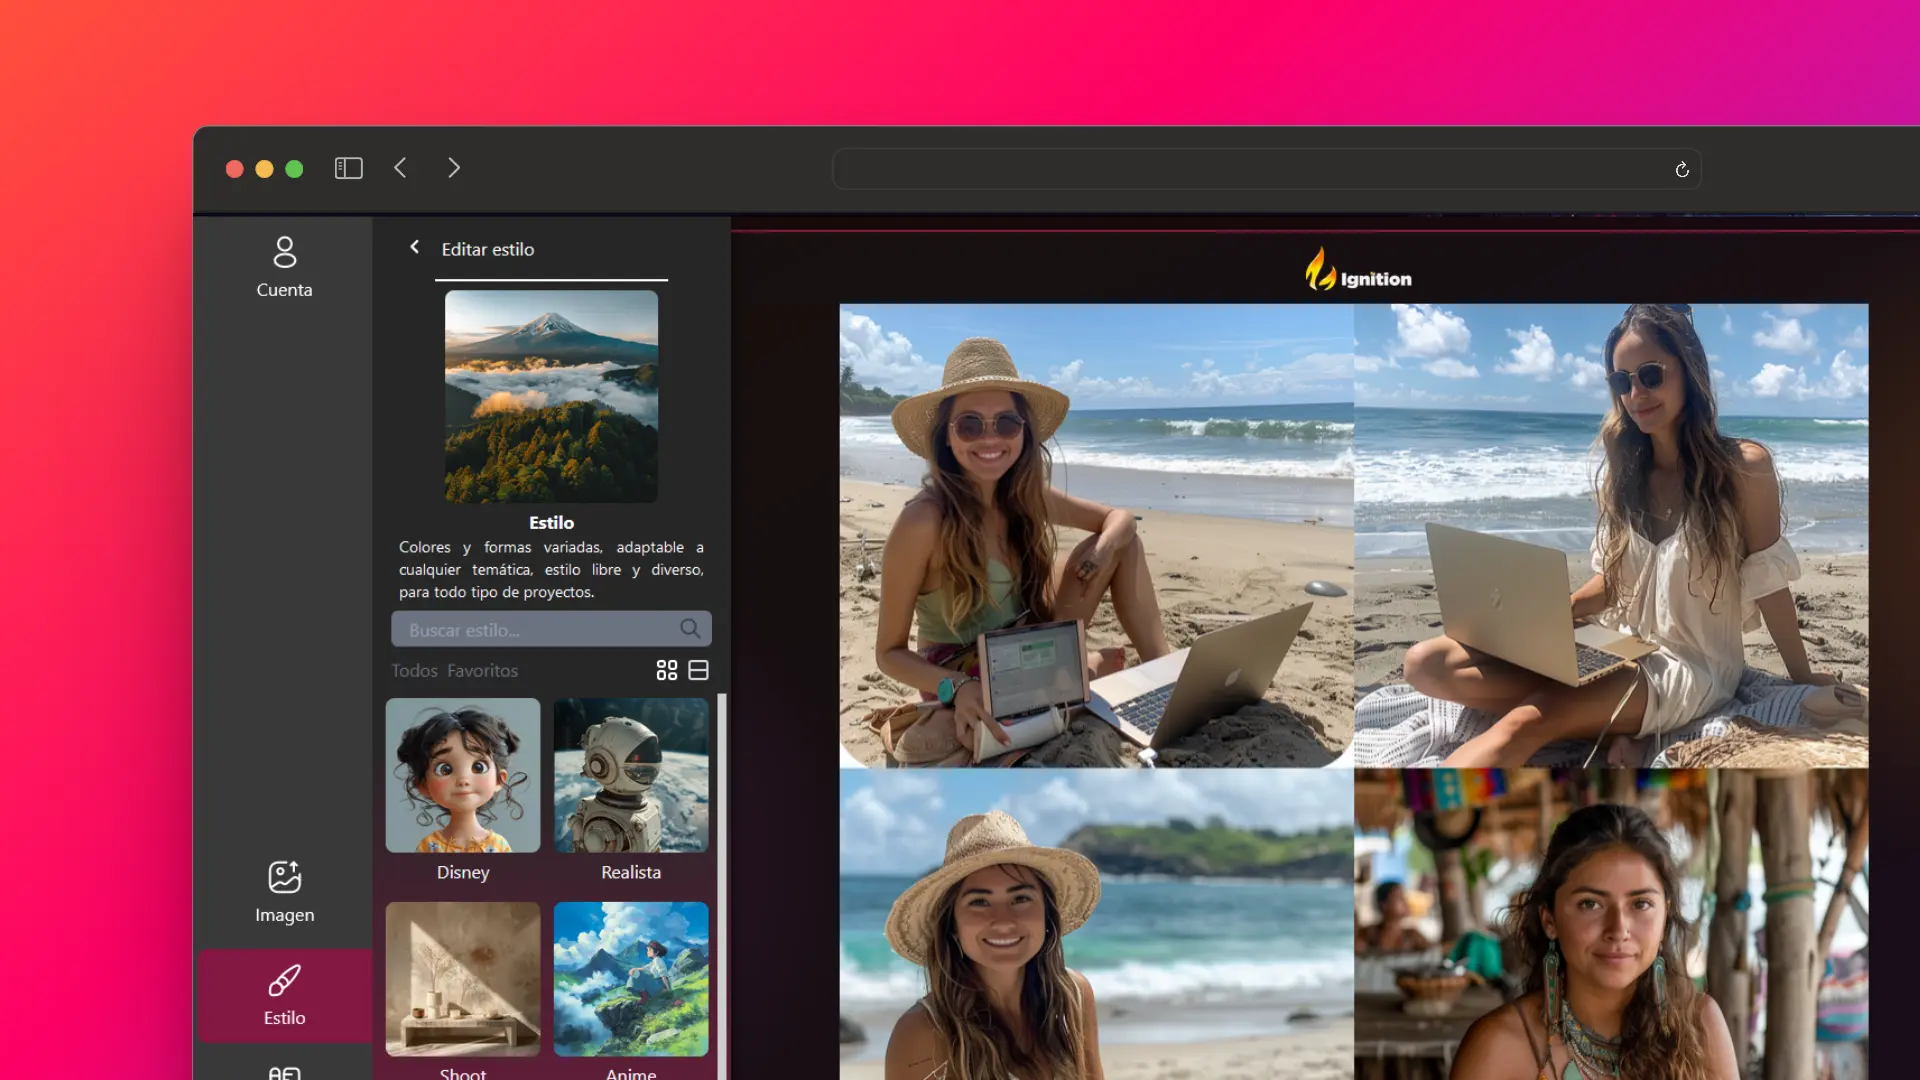 Cuenta
Editar estilo
Ignition
Estilo
Colores y formas variadas, adaptable a
cualquier temática, estilo libre y diverso,
para todo tipo de proyectos.
Buscar estilo...
Todos Favoritos
Disney
Realista
Imagen
Estilo
Shoot
Anime